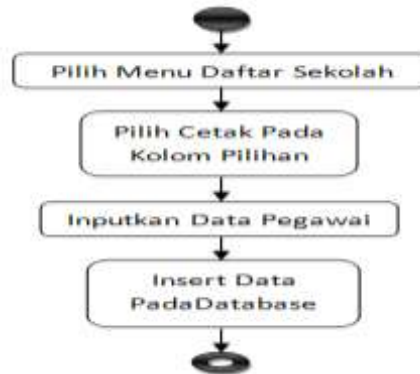 Pilih Menu Daftar Sekolah
Pilih Cetak Pada
Kolom Pilihan
Inputkan Data Pegawai
Insert Data
PadaDatabase